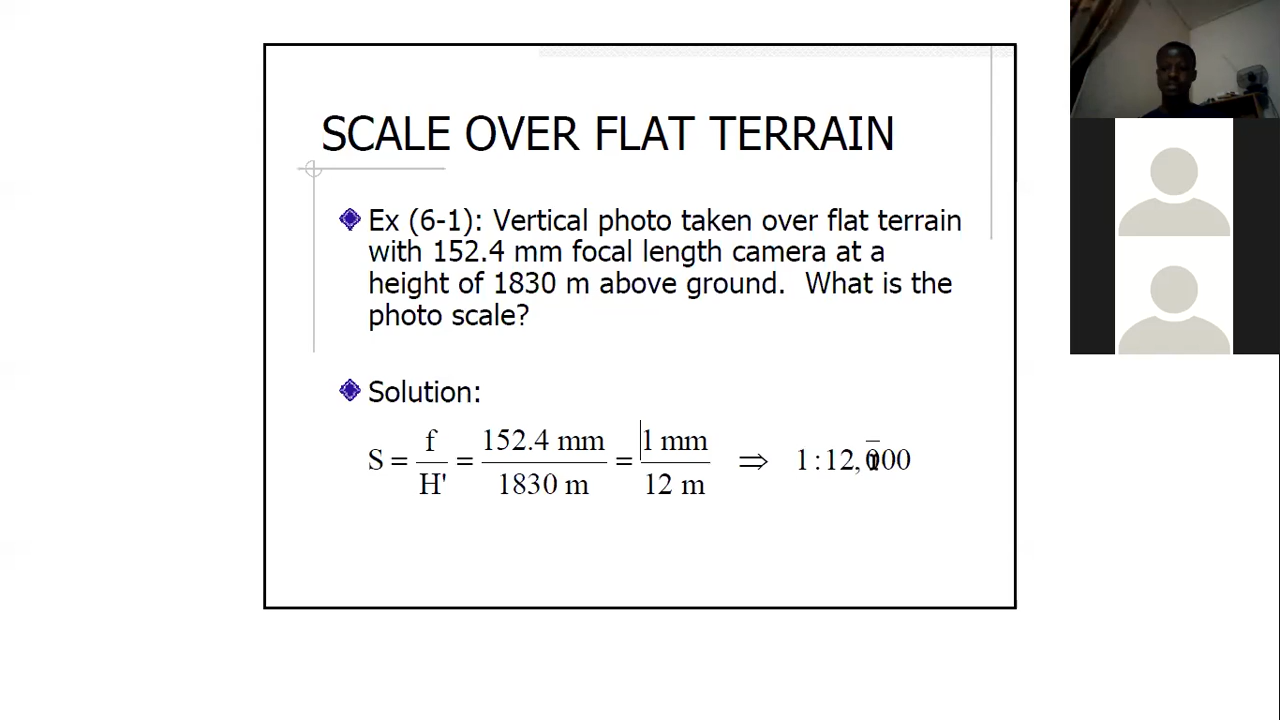 SCALE OVER FLAT TERRAIN
Ex (6-1): Vertical photo taken over flat terrain
with 152.4 mm focal length camera at a
height of 1830 m above ground. What is the
photo scale?
Solution:
S = f/H' = 152.4 mm/1830 m = 1 mm/12 m ⇒ 1:12,000